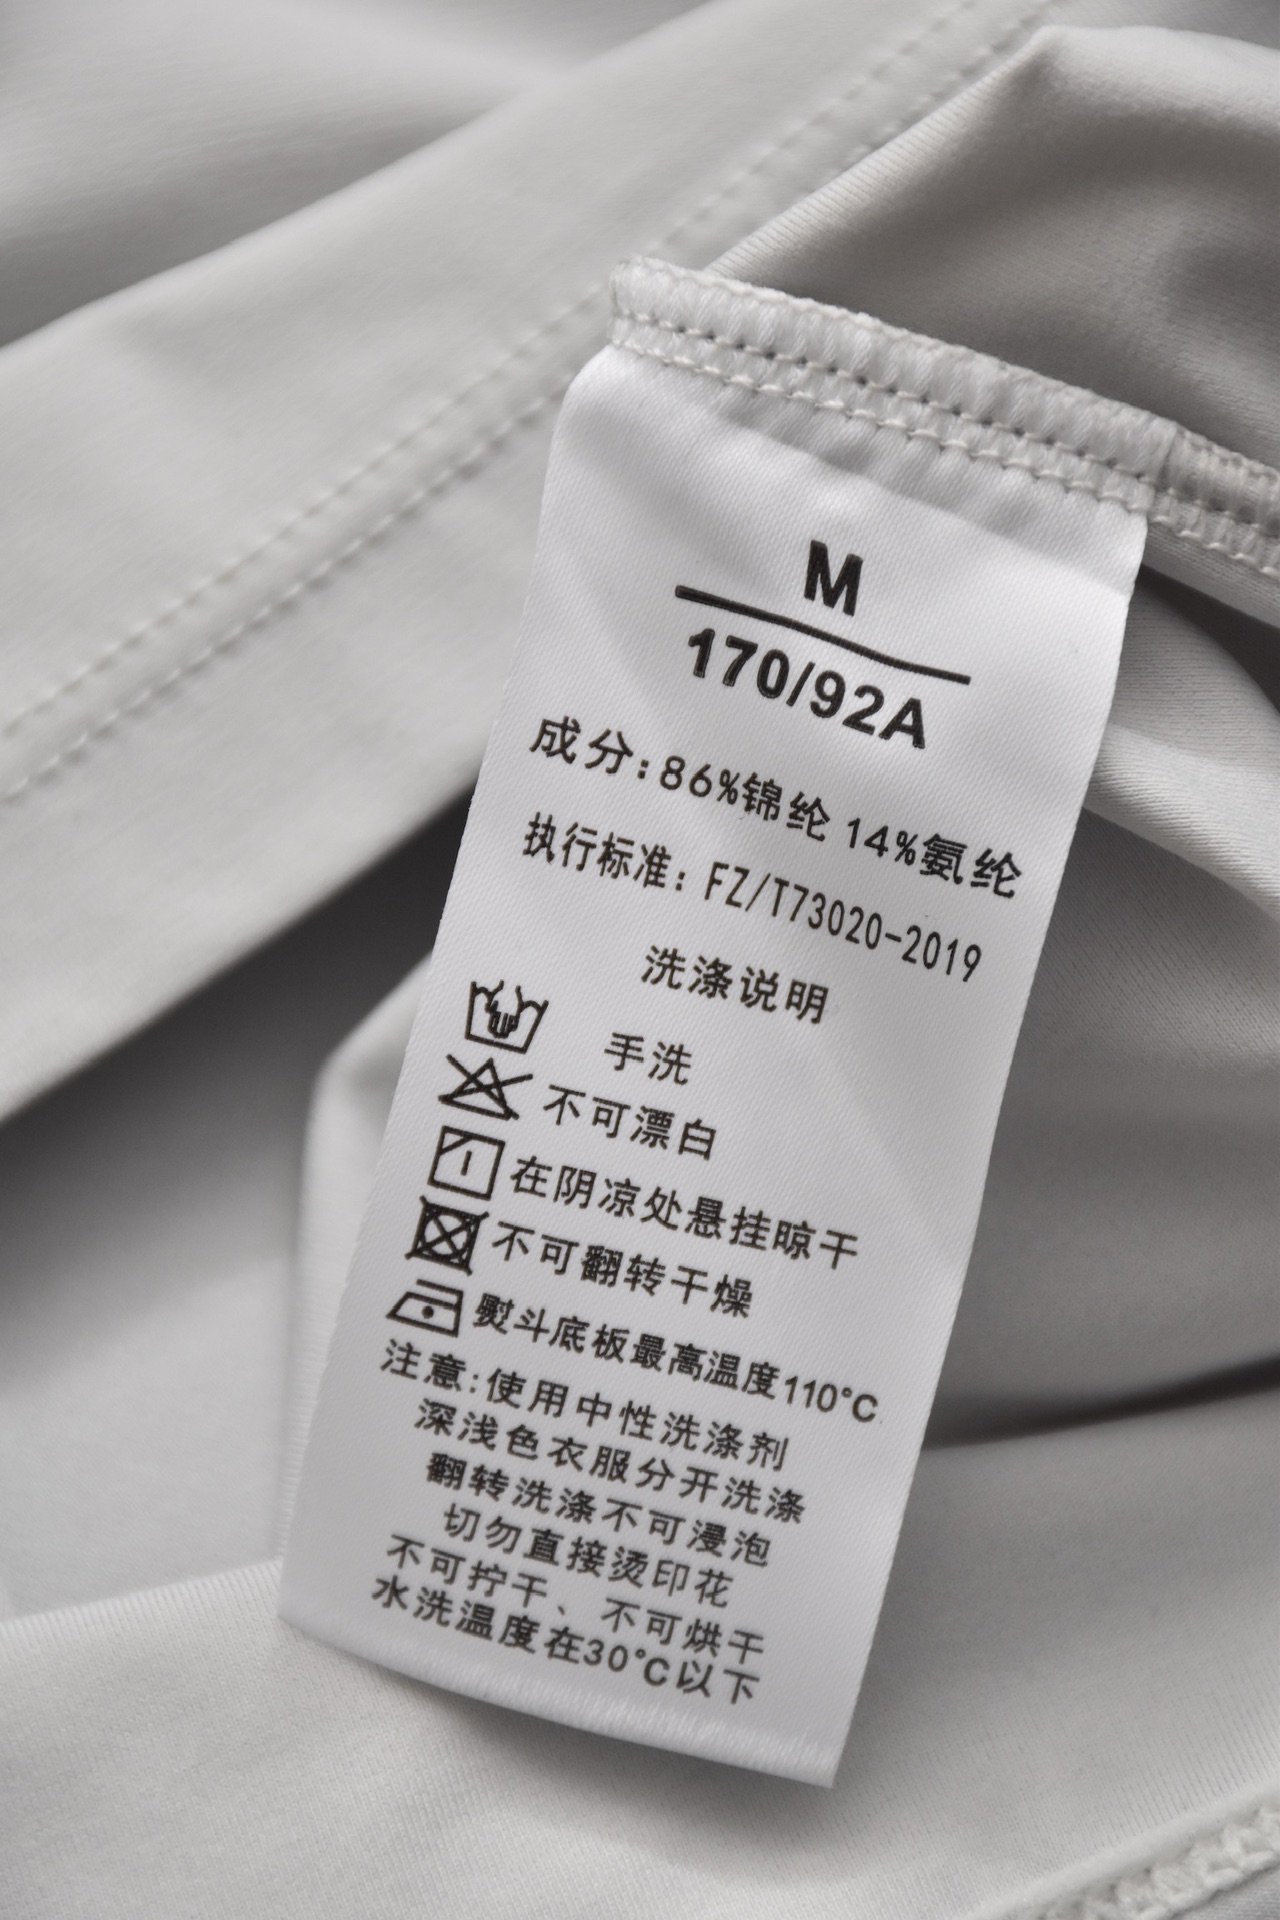 M
170/92A
成分:86%锦纶 14%氨纶
执行标准: FZ/T73020-2019
洗涤说明
手洗
不可漂白
在阴凉处悬挂晾干
不可翻转干燥
熨斗底板最高温度110°C
注意:使用中性洗涤剂
深浅色衣服分开洗涤
翻转洗涤不可浸泡
切勿直接烫印花
不可拧干、不可烘干
水洗温度在30°C以下